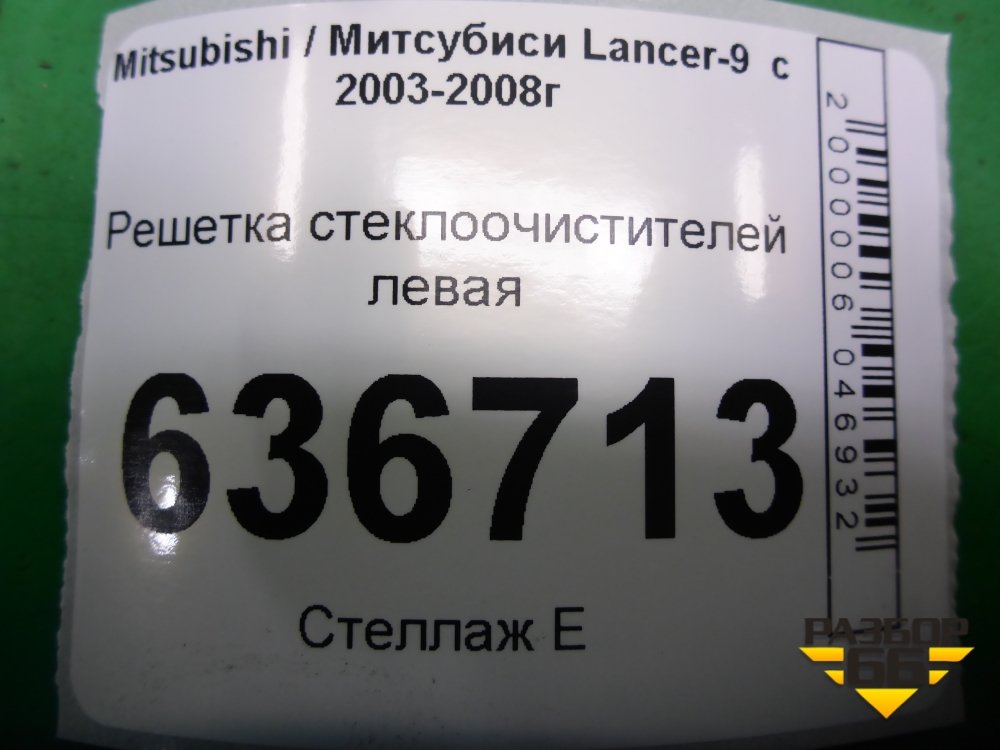 Mitsubishi / Митсубиси Lancer-9 с
2003-2008г
Решетка стеклоочистителей
левая
636713
Стеллаж Е
2000006046932
РАЗБОР
66